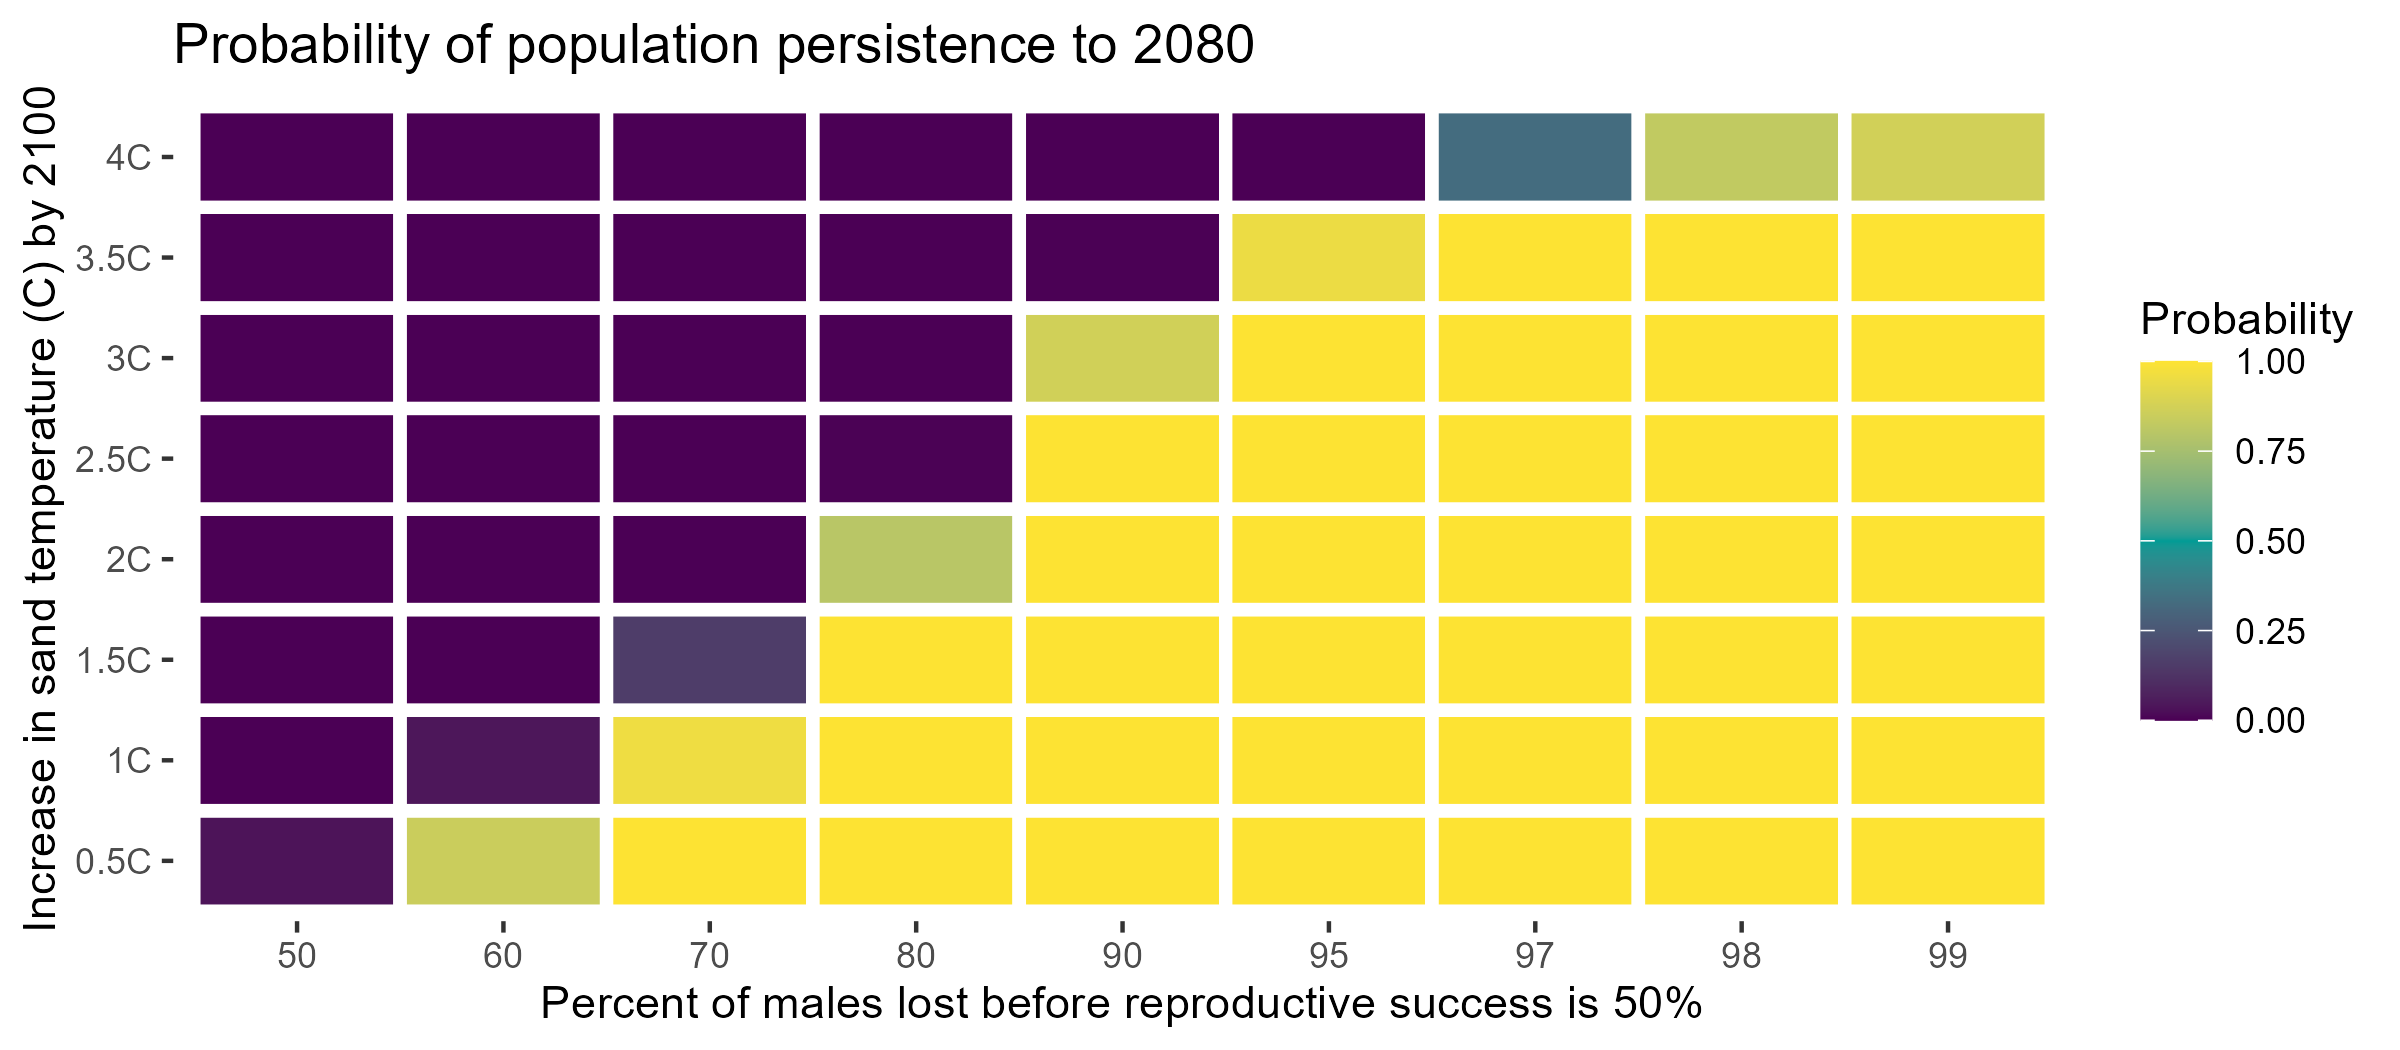 Probability of population persistence to 2080
Increase in sand temperature (C) by 2100
4C
3.5C
3C
2.5C
2C
1.5C
1C
0.5C
50 60 70 80 90 95 97 98 99
Percent of males lost before reproductive success is 50%
Probability
1.00
0.75
0.50
0.25
0.00